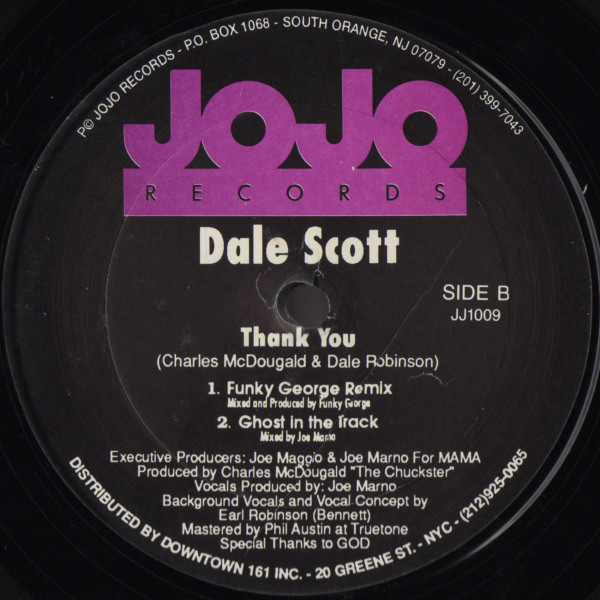 P© JOJO RECORDS - P.O. BOX 1068 - SOUTH ORANGE, NJ 07079 - (201) 399-7043
JOJO
RECORDS
Dale Scott
SIDE B
JJ1009
Thank You
(Charles McDougald & Dale Robinson)
1. Funky George Remix
Mixed and Produced by Funky George
2. Ghost in the Track
Mixed by Joe Marno
Executive Producers: Joe Maggio & Joe Marno For MAMA
Produced by Charles McDougald "The Chuckster"
Vocals Produced by: Joe Marno
Background Vocals and Vocal Concept by
Earl Robinson (Bennett)
Mastered by Phil Austin at Truetone
Special Thanks to GOD
DISTRIBUTED BY DOWNTOWN 161 INC. - 20 GREENE ST. - NYC - (212)925-0065